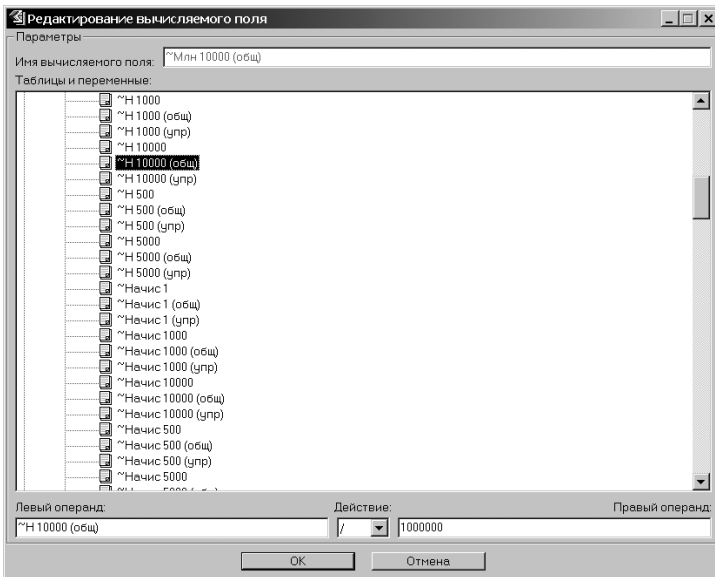 Редактирование вычисляемого поля
Параметры
Имя вычисляемого поля: ~Млн 10000 (общ)
Таблицы и переменные:
~Н 1000
~Н 1000 (общ)
~Н 1000 (упр)
~Н 10000
~Н 10000 (общ)
~Н 10000 (упр)
~Н 500
~Н 500 (общ)
~Н 500 (упр)
~Н 5000
~Н 5000 (общ)
~Н 5000 (упр)
~Начис 1
~Начис 1 (общ)
~Начис 1 (упр)
~Начис 1000
~Начис 1000 (общ)
~Начис 1000 (упр)
~Начис 10000
~Начис 10000 (общ)
~Начис 10000 (упр)
~Начис 500
~Начис 500 (общ)
~Начис 500 (упр)
~Начис 5000
Левый операнд: Действие: Правый операнд:
~Н 10000 (общ) / 1000000
OK Отмена